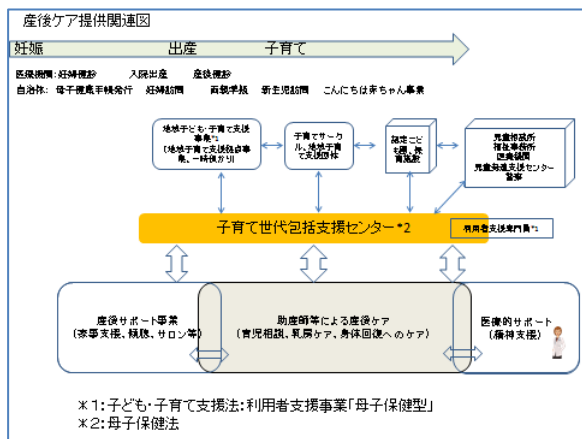 産後ケア提供関連図
妊娠 出産 子育て
医療機関:妊婦健診 入院出産 産後健診
自治体: 母子健康手帳発行 妊婦訪問 両親学級 新生児訪問 こんにちは赤ちゃん事業
地域子ども・子育て支援
事業*1
(地域子育て支援拠点事
業、一時預かり)
子育てサーク
ル、地域子育
て支援団体
認定こど
も園、保
育施設
児童相談所
福祉事務所
医療機関
児童発達支援センター
警察
子育て世代包括支援センター*2
利用者支援専門員*1
産後サポート事業
(家事支援、傾聴、サロン等)
助産師等による産後ケア
(育児相談、乳房ケア、身体回復へのケア)
医療的サポート
(精神支援)
*1:子ども・子育て支援法:利用者支援事業「母子保健型」
*2:母子保健法